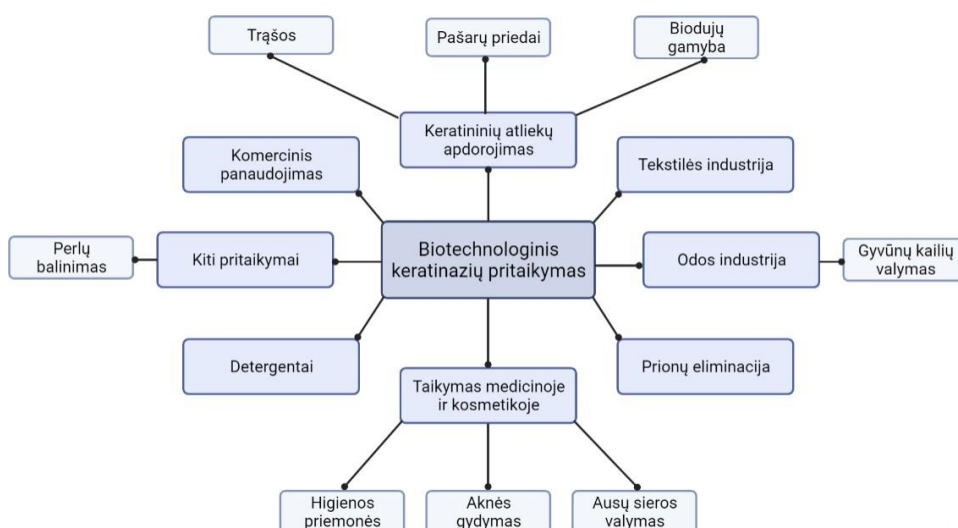 Trąšos
Pašarų priedai
Biodujų
gamyba
Keratininių atliekų
apdorojimas
Komercinis
panaudojimas
Tekstilės industrija
Perlų
balinimas
Kiti pritaikymai
Biotechnologinis
keratinazių pritaikymas
Odos industrija
Gyvūnų kailių
valymas
Detergentai
Prionų eliminacija
Taikymas medicinoje
ir kosmetikoje
Higienos
priemonės
Aknės
gydymas
Ausų sieros
valymas